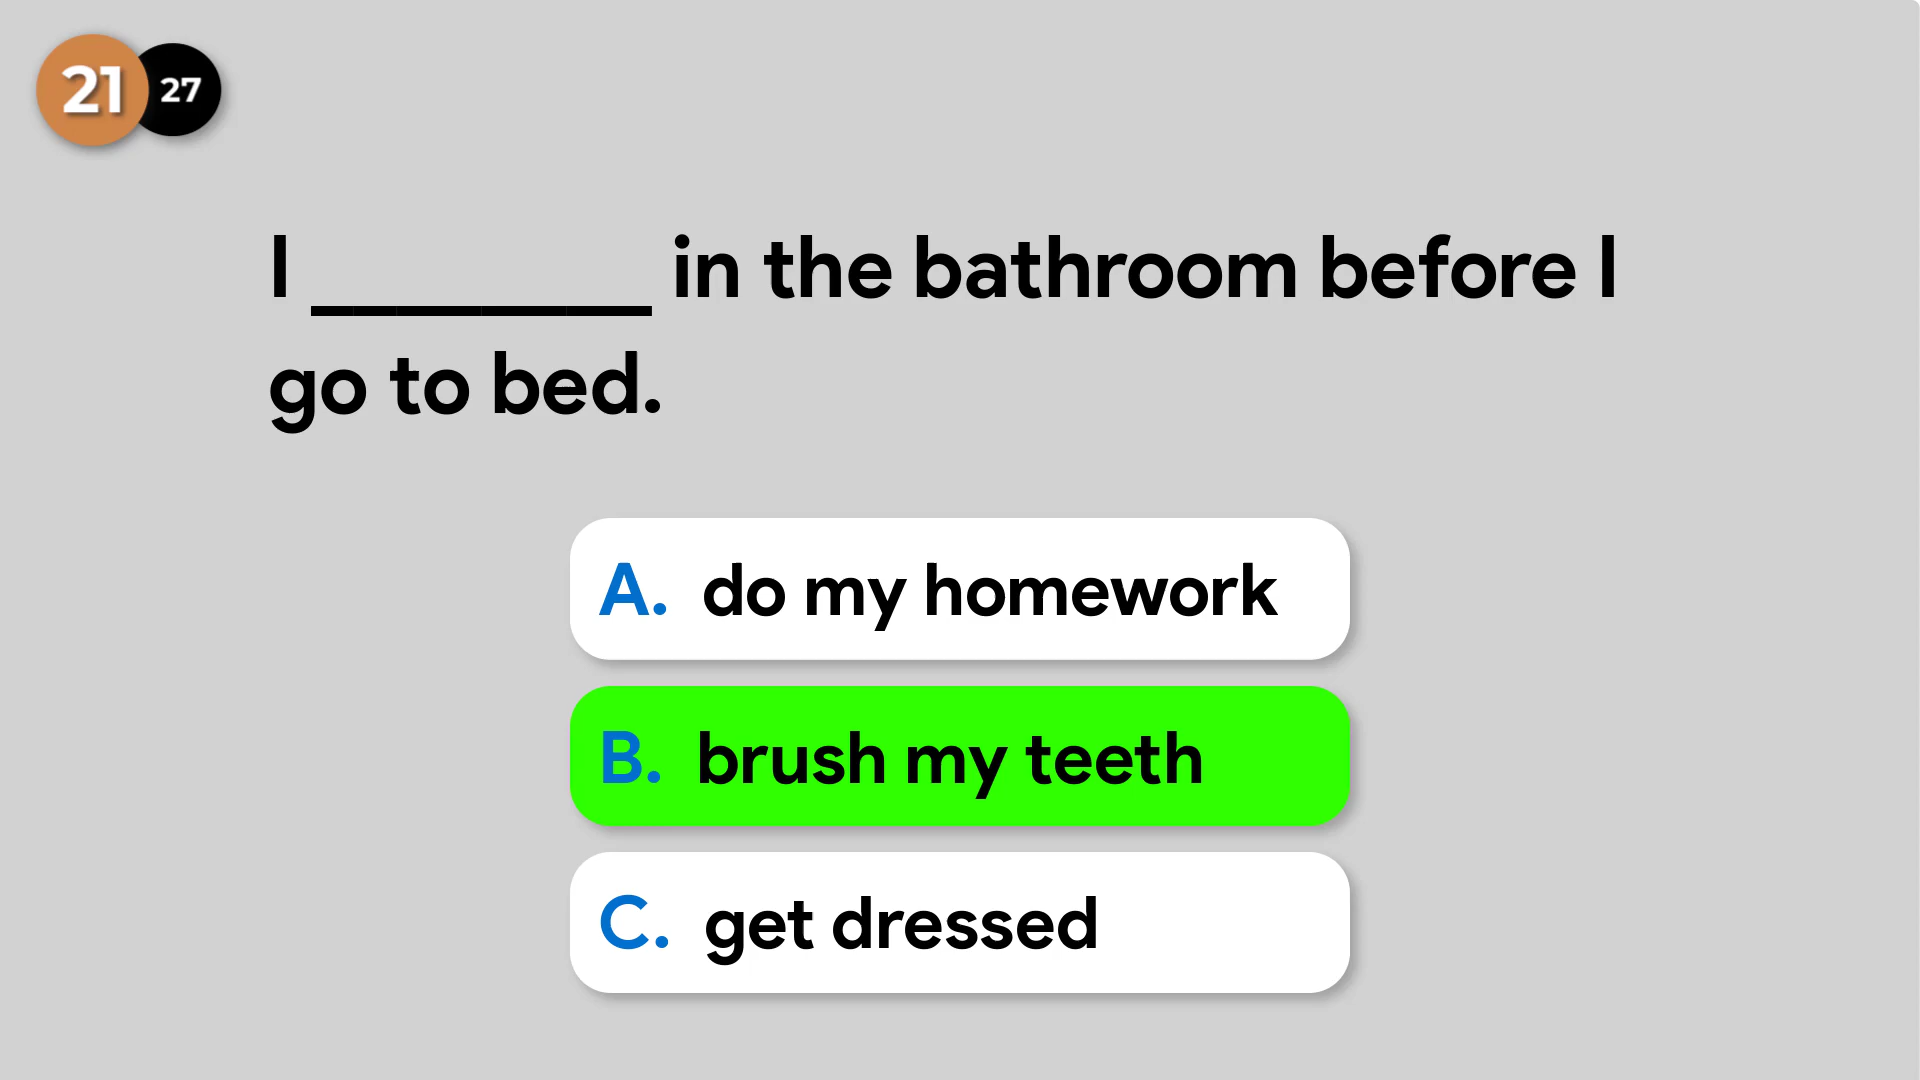 21 27
I ________ in the bathroom before I
go to bed.
A. do my homework
B. brush my teeth
C. get dressed